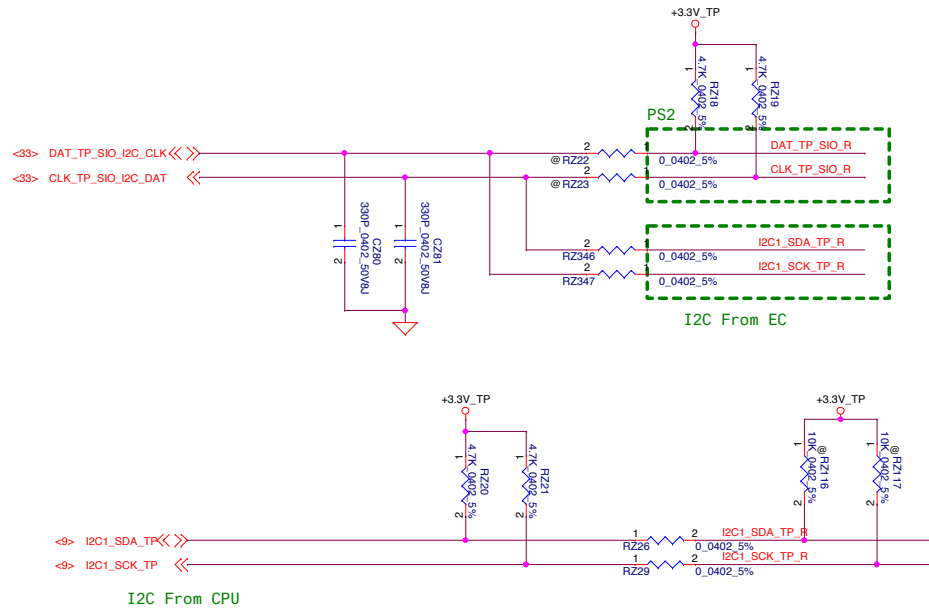 +3.3V_TP
1
4.7K_0402_5%
RZ18
2
1
4.7K_0402_5%
RZ19
2
PS2
<33> DAT_TP_SIO_I2C_CLK
2
@ RZ22
1
0_0402_5%
DAT_TP_SIO_R
<33> CLK_TP_SIO_I2C_DAT
2
@ RZ23
1
0_0402_5%
CLK_TP_SIO_R
1
330P_0402_50V8J
CZ80
2
1
330P_0402_50V8J
CZ81
2
2
RZ346
1
0_0402_5%
I2C1_SDA_TP_R
2
RZ347
1
0_0402_5%
I2C1_SCK_TP_R
I2C From EC
+3.3V_TP
1
4.7K_0402_5%
RZ20
2
1
4.7K_0402_5%
RZ21
2
+3.3V_TP
1
10K_0402_5%
@RZ116
2
1
10K_0402_5%
@RZ117
2
<9> I2C1_SDA_TP
1
RZ26
2
0_0402_5%
I2C1_SDA_TP_R
<9> I2C1_SCK_TP
1
RZ29
2
0_0402_5%
I2C1_SCK_TP_R
I2C From CPU